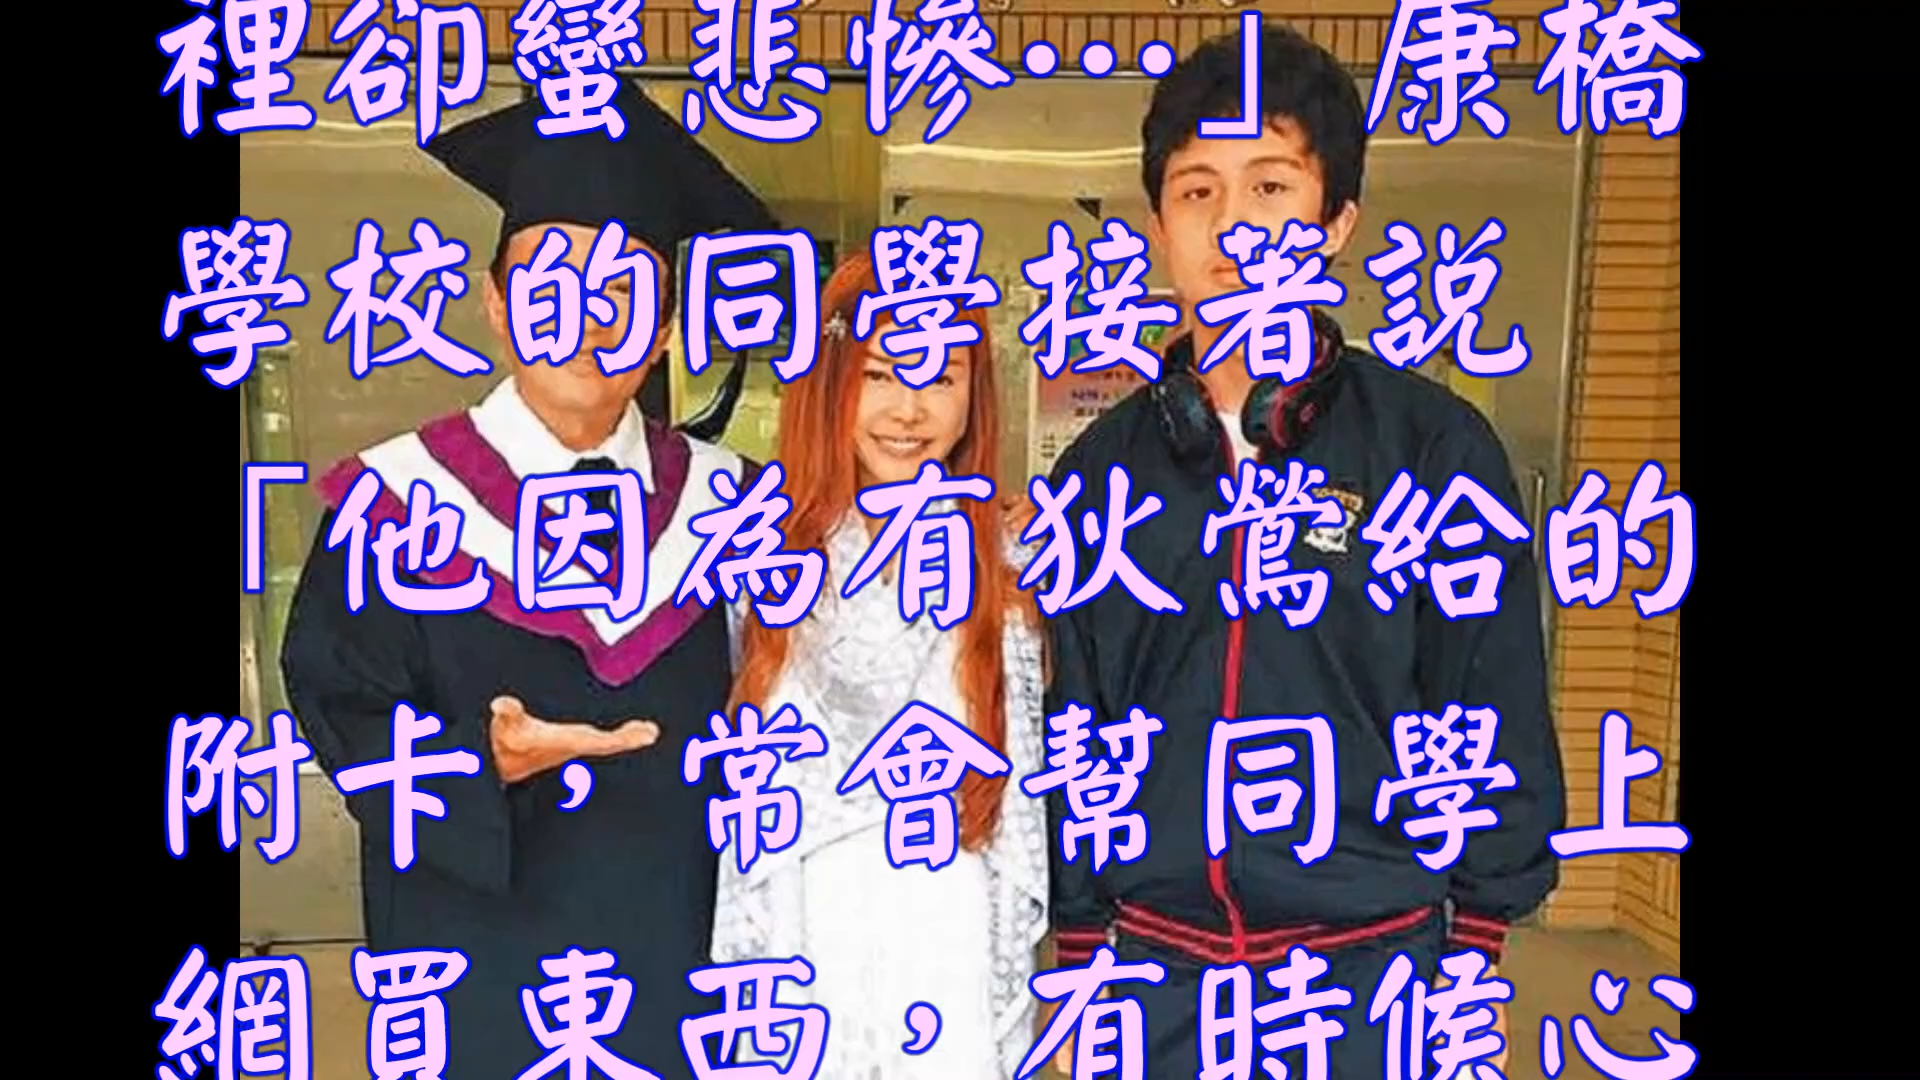 裡卻蠻悲慘…」康橋
學校的同學接著說
「他因為有狄鶯給的
附卡，常會幫同學上
網買東西，有時候心